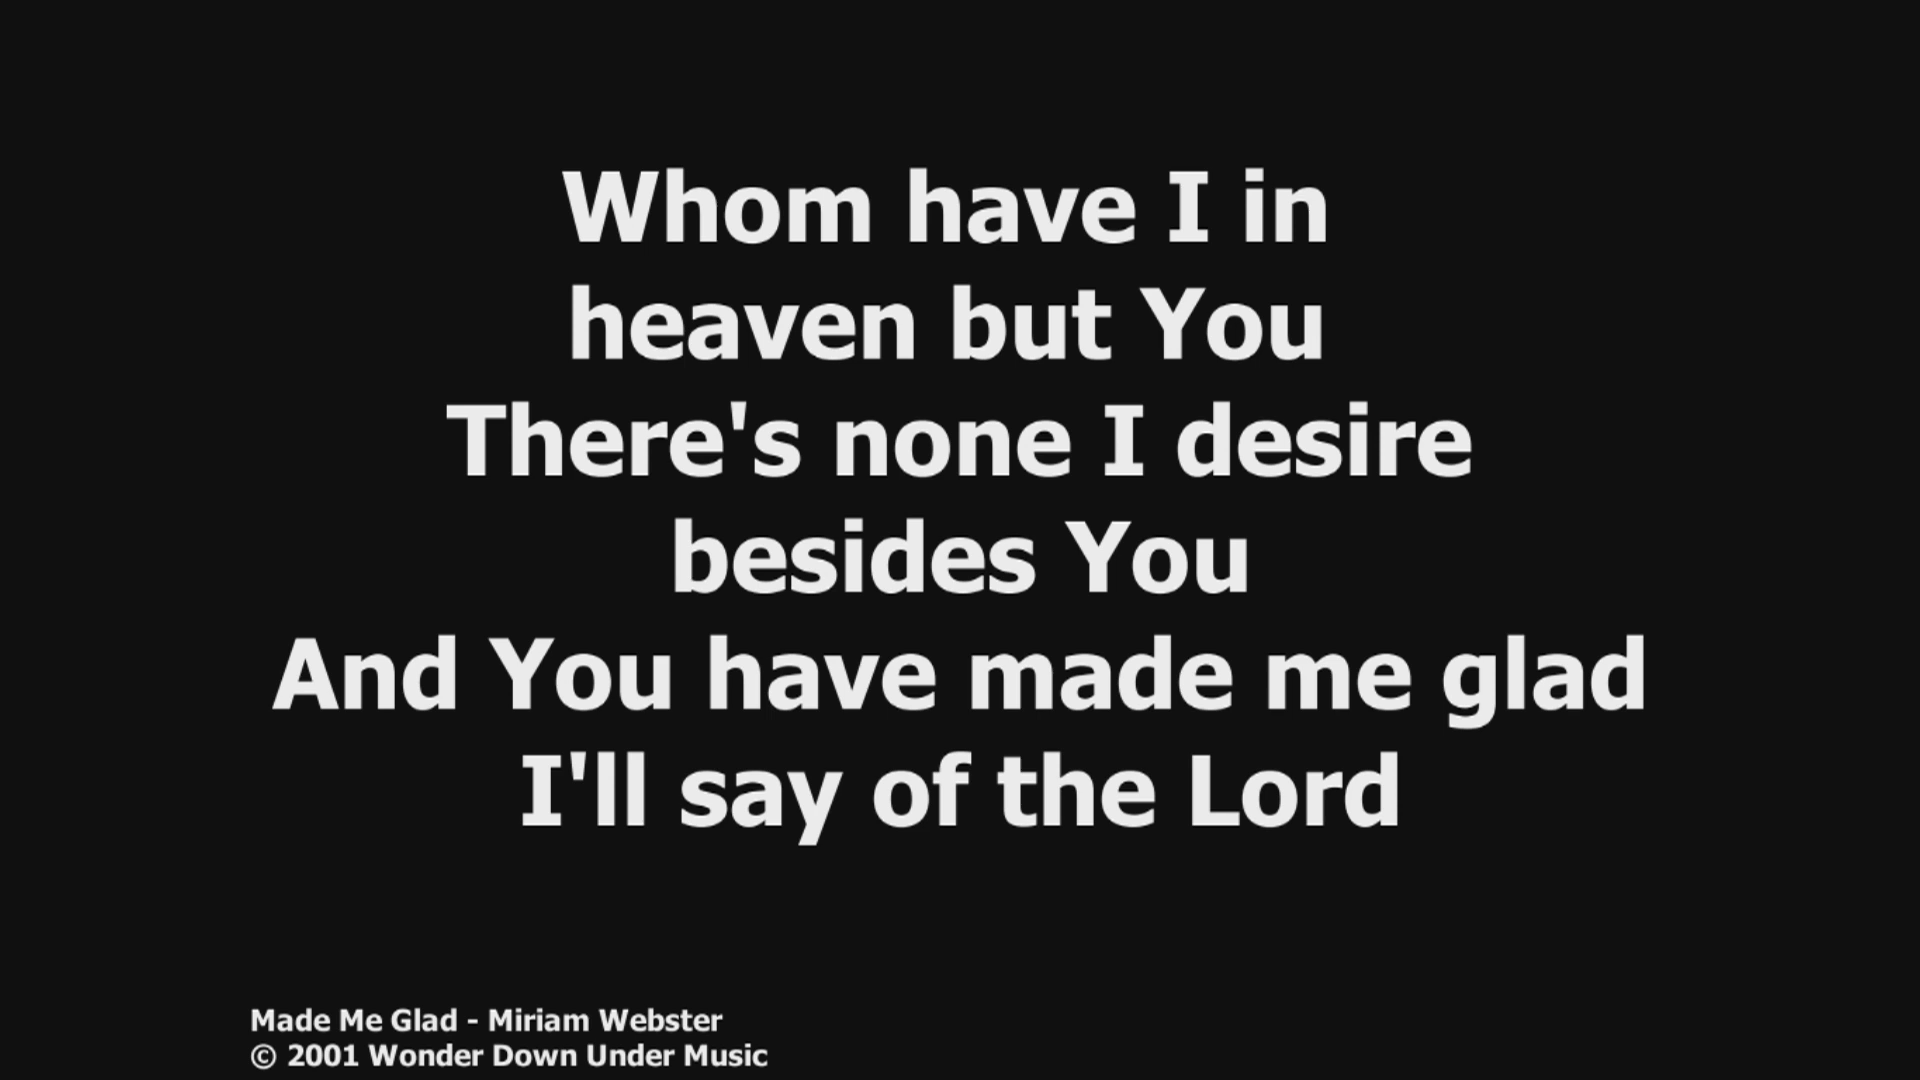 Whom have I in
heaven but You
There's none I desire
besides You
And You have made me glad
I'll say of the Lord
Made Me Glad - Miriam Webster
© 2001 Wonder Down Under Music